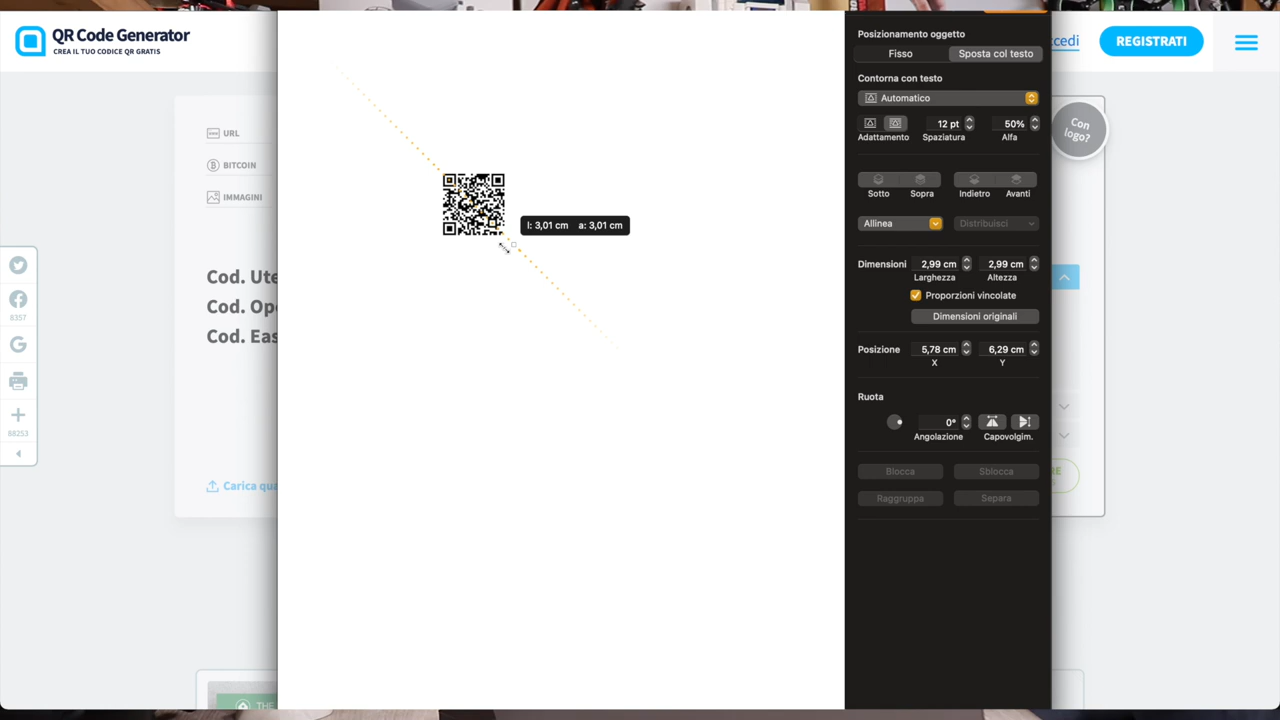 QR Code Generator
CREA IL TUO CODICE QR GRATIS
cedi
REGISTRATI
URL
BITCOIN
IMMAGINI
Con
logo?
8357
88253
Cod. Ute
Cod. Ope
Cod. Eas
Carica qua
l: 3,01 cm a: 3,01 cm
Posizionamento oggetto
Fisso
Sposta col testo
Contorna con testo
Automatico
12 pt
50%
Adattamento
Spaziatura
Alfa
Sotto
Sopra
Indietro
Avanti
Allinea
Distribuisci
Dimensioni
2,99 cm
2,99 cm
Larghezza
Altezza
Proporzioni vincolate
Dimensioni originali
Posizione
5,78 cm
6,29 cm
X
Y
Ruota
0°
Angolazione
Capovolgim.
Blocca
Sblocca
Raggruppa
Separa
THE